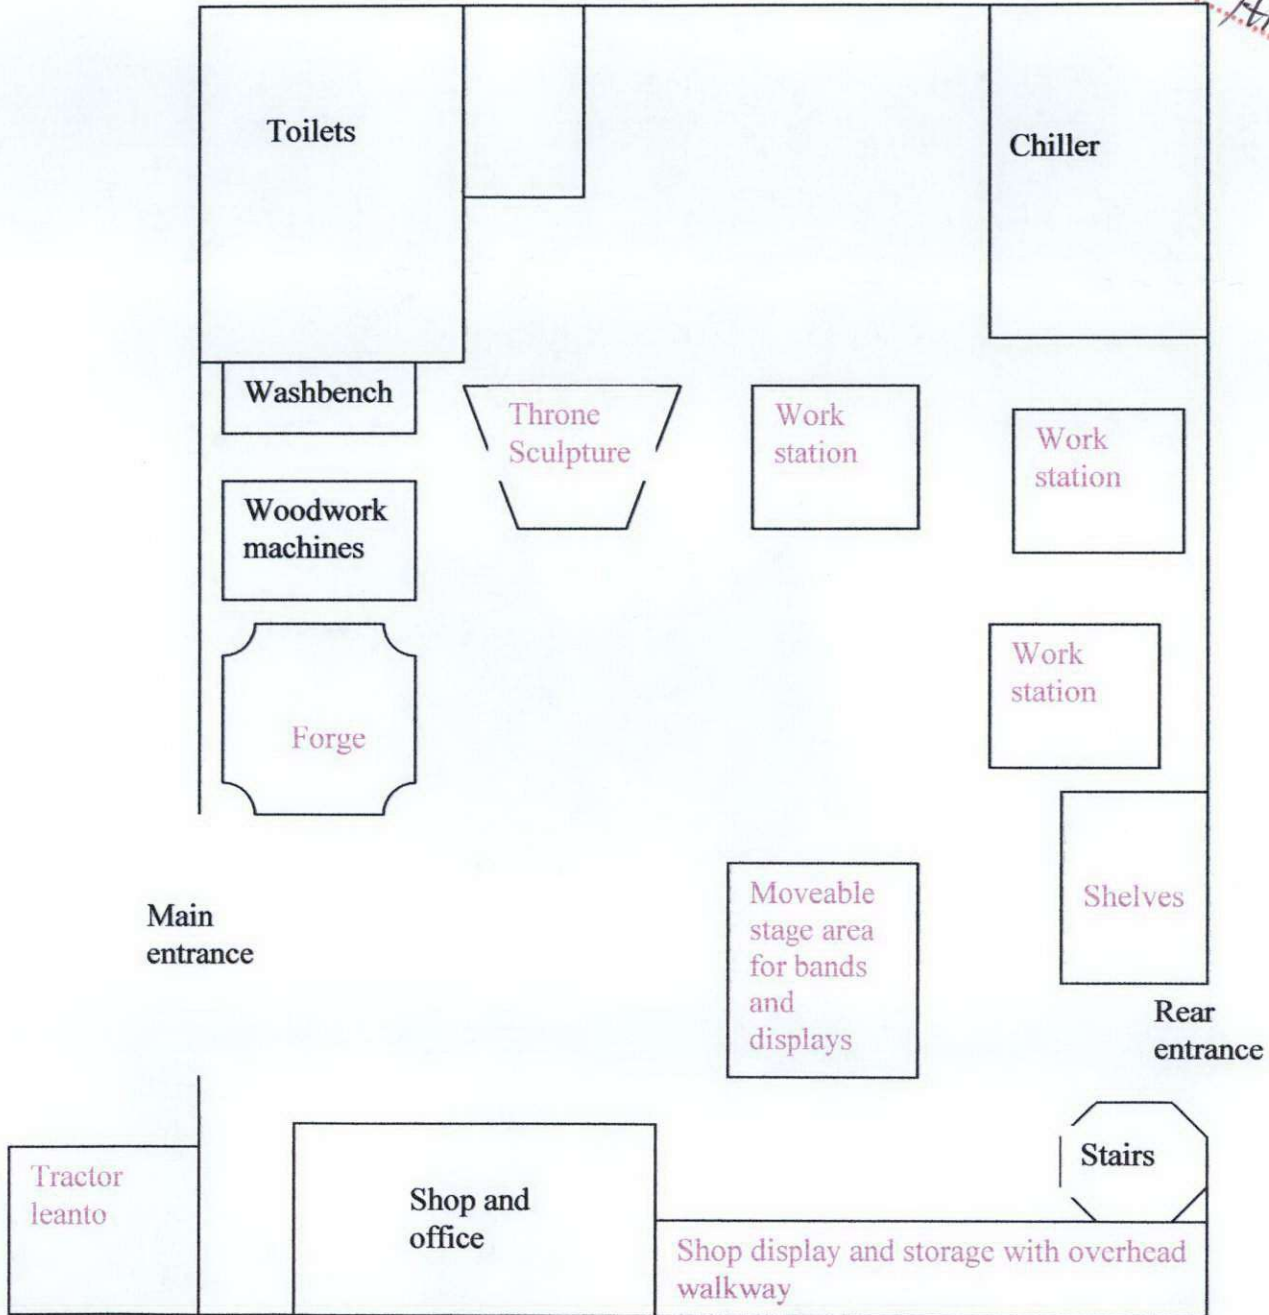 Toilets
Chiller
Washbench
Throne
Sculpture
Work
station
Work
station
Woodwork
machines
Work
station
Forge
Main
entrance
Moveable
stage area
for bands
and
displays
Shelves
Rear
entrance
Stairs
Tractor
leanto
Shop and
office
Shop display and storage with overhead
walkway